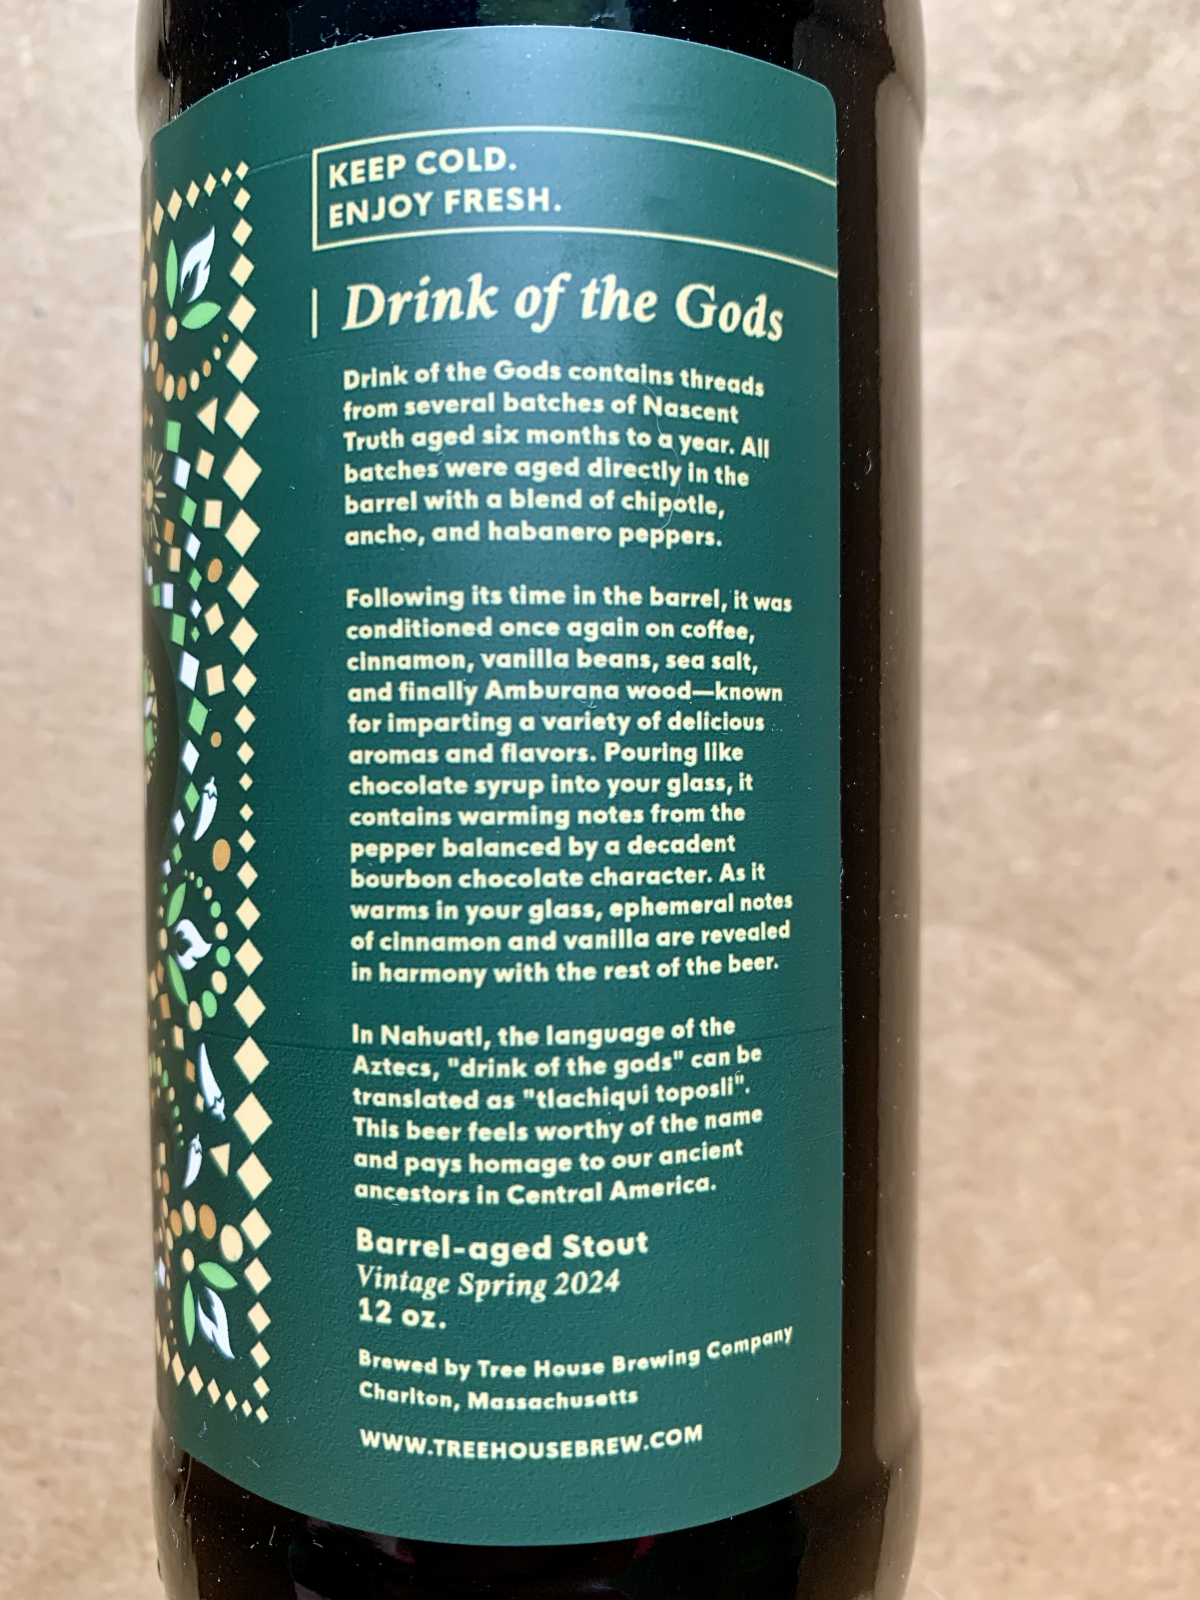 KEEP COLD.
ENJOY FRESH.
Drink of the Gods
Drink of the Gods contains threads
from several batches of Nascent
Truth aged six months to a year. All
batches were aged directly in the
barrel with a blend of chipotle,
ancho, and habanero peppers.
Following its time in the barrel, it was
conditioned once again on coffee,
cinnamon, vanilla beans, sea salt,
and finally Amburana wood—known
for imparting a variety of delicious
aromas and flavors. Pouring like
chocolate syrup into your glass, it
contains warming notes from the
pepper balanced by a decadent
bourbon chocolate character. As it
warms in your glass, ephemeral notes
of cinnamon and vanilla are revealed
in harmony with the rest of the beer.
In Nahuatl, the language of the
Aztecs, "drink of the gods" can be
translated as "tlachiqui toposli".
This beer feels worthy of the name
and pays homage to our ancient
ancestors in Central America.
Barrel-aged Stout
Vintage Spring 2024
12 oz.
Brewed by Tree House Brewing Company
Charlton, Massachusetts
WWW.TREEHOUSEBREW.COM